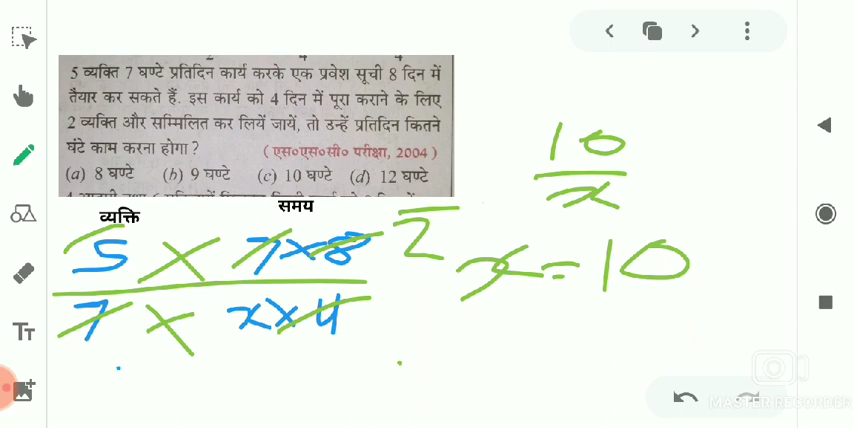 5 व्यक्ति 7 घण्टे प्रतिदिन कार्य करके एक प्रवेश सूची 8 दिन में
तैयार कर सकते हैं. इस कार्य को 4 दिन में पूरा कराने के लिए
2 व्यक्ति और सम्मिलित कर लिये जायें, तो उन्हें प्रतिदिन कितने
घंटे काम करना होगा? (एस०एस०सी० परीक्षा, 2004)
(a) 8 घण्टे (b) 9 घण्टे (c) 10 घण्टे (d) 12 घण्टे
व्यक्ति समय
5 × 7×8 2
7 × x×4
10
x
x = 10
Tт
MASTER RECORDER